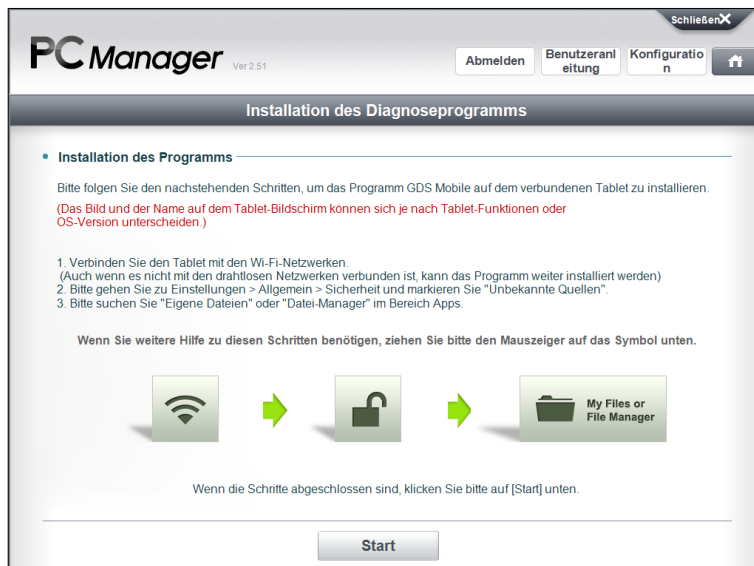 Schließen X
PC Manager Ver 2.51
Abmelden
Benutzeranl
eitung
Konfiguratio
n
Installation des Diagnoseprogramms
Installation des Programms
Bitte folgen Sie den nachstehenden Schritten, um das Programm GDS Mobile auf dem verbundenen Tablet zu installieren.
(Das Bild und der Name auf dem Tablet-Bildschirm können sich je nach Tablet-Funktionen oder
OS-Version unterscheiden.)
1. Verbinden Sie den Tablet mit den Wi-Fi-Netzwerken.
(Auch wenn es nicht mit den drahtlosen Netzwerken verbunden ist, kann das Programm weiter installiert werden)
2. Bitte gehen Sie zu Einstellungen > Allgemein > Sicherheit und markieren Sie "Unbekannte Quellen".
3. Bitte suchen Sie "Eigene Dateien" oder "Datei-Manager" im Bereich Apps.
Wenn Sie weitere Hilfe zu diesen Schritten benötigen, ziehen Sie bitte den Mauszeiger auf das Symbol unten.
My Files or
File Manager
Wenn die Schritte abgeschlossen sind, klicken Sie bitte auf [Start] unten.
Start